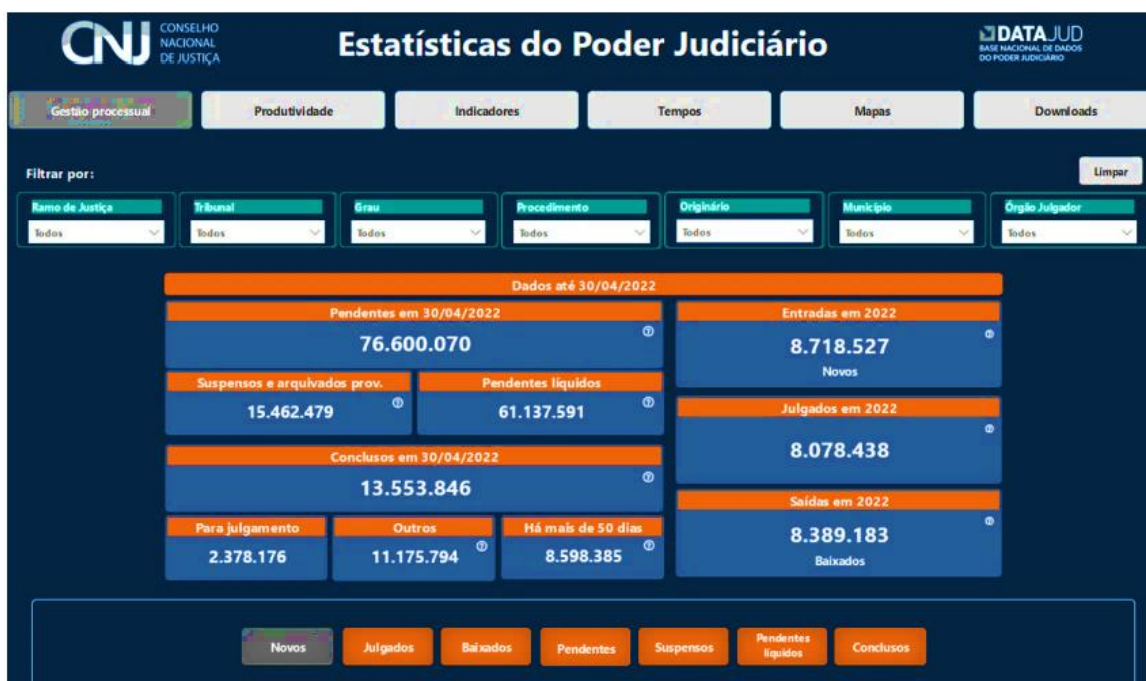 CNJ CONSELHO
NACIONAL
DE JUSTIÇA
Estatísticas do Poder Judiciário
DATAJUD
BASE NACIONAL DE DADOS
DO PODER JUDICIÁRIO
Gestão processual Produtividade Indicadores Tempos Mapas Downloads
Filtrar por: Limpar
Ramo de Justiça Tribunal Grau Procedimento Originário Município Órgão Julgador
Todos Todos Todos Todos Todos Todos Todos
Dados até 30/04/2022
Pendentes em 30/04/2022
76.600.070
Suspensos e arquivados prov. Pendentes líquidos
15.462.479 61.137.591
Conclusos em 30/04/2022
13.553.846
Para julgamento Outros Há mais de 50 dias
2.378.176 11.175.794 8.598.385
Entradas em 2022
8.718.527
Novos
Julgados em 2022
8.078.438
Saídas em 2022
8.389.183
Baixados
Novos Julgados Baixados Pendentes Suspensos Pendentes líquidos Conclusos